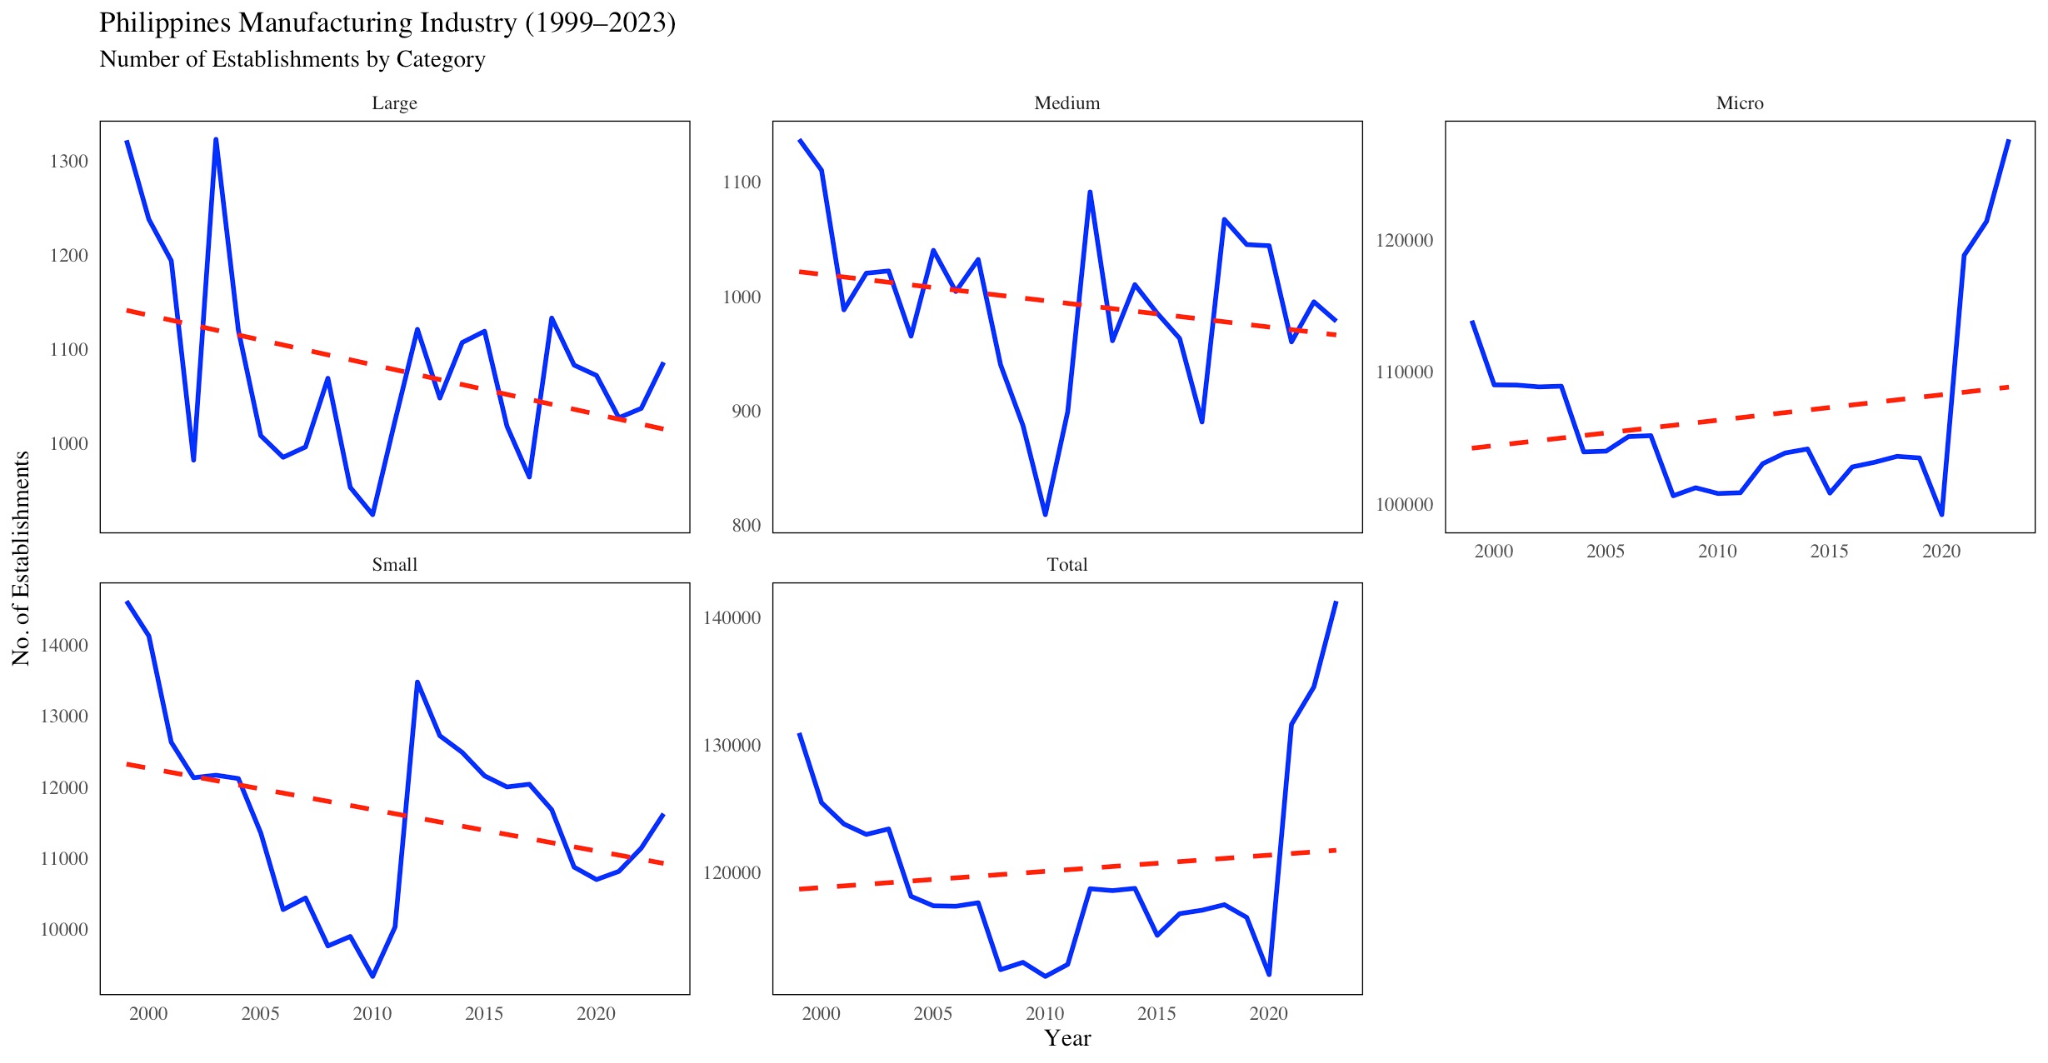 Philippines Manufacturing Industry (1999–2023)
Number of Establishments by Category
Large
Medium
Micro
1300
1200
1100
1000
1100
1000
900
800
120000
110000
100000
2000 2005 2010 2015 2020
No. of Establishments
Small
Total
14000
13000
12000
11000
10000
140000
130000
120000
2000 2005 2010 2015 2020
2000 2005 2010 2015 2020
Year